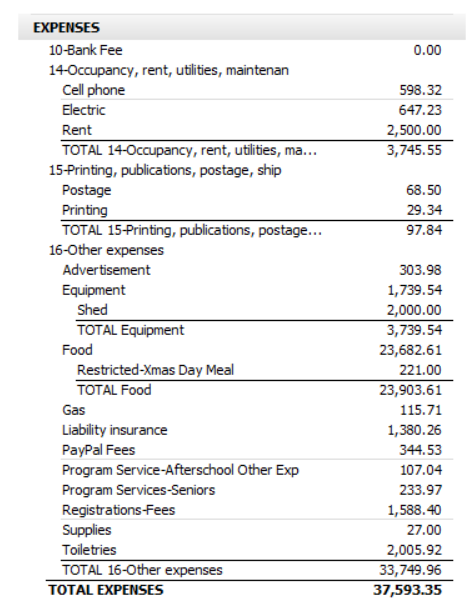 EXPENSES
10-Bank Fee 0.00
14-Occupancy, rent, utilities, maintenan
Cell phone 598.32
Electric 647.23
Rent 2,500.00
TOTAL 14-Occupancy, rent, utilities, ma... 3,745.55
15-Printing, publications, postage, ship
Postage 68.50
Printing 29.34
TOTAL 15-Printing, publications, postage... 97.84
16-Other expenses
Advertisement 303.98
Equipment 1,739.54
Shed 2,000.00
TOTAL Equipment 3,739.54
Food 23,682.61
Restricted-Xmas Day Meal 221.00
TOTAL Food 23,903.61
Gas 115.71
Liability insurance 1,380.26
PayPal Fees 344.53
Program Service-Afterschool Other Exp 107.04
Program Services-Seniors 233.97
Registrations-Fees 1,588.40
Supplies 27.00
Toiletries 2,005.92
TOTAL 16-Other expenses 33,749.96
TOTAL EXPENSES 37,593.35